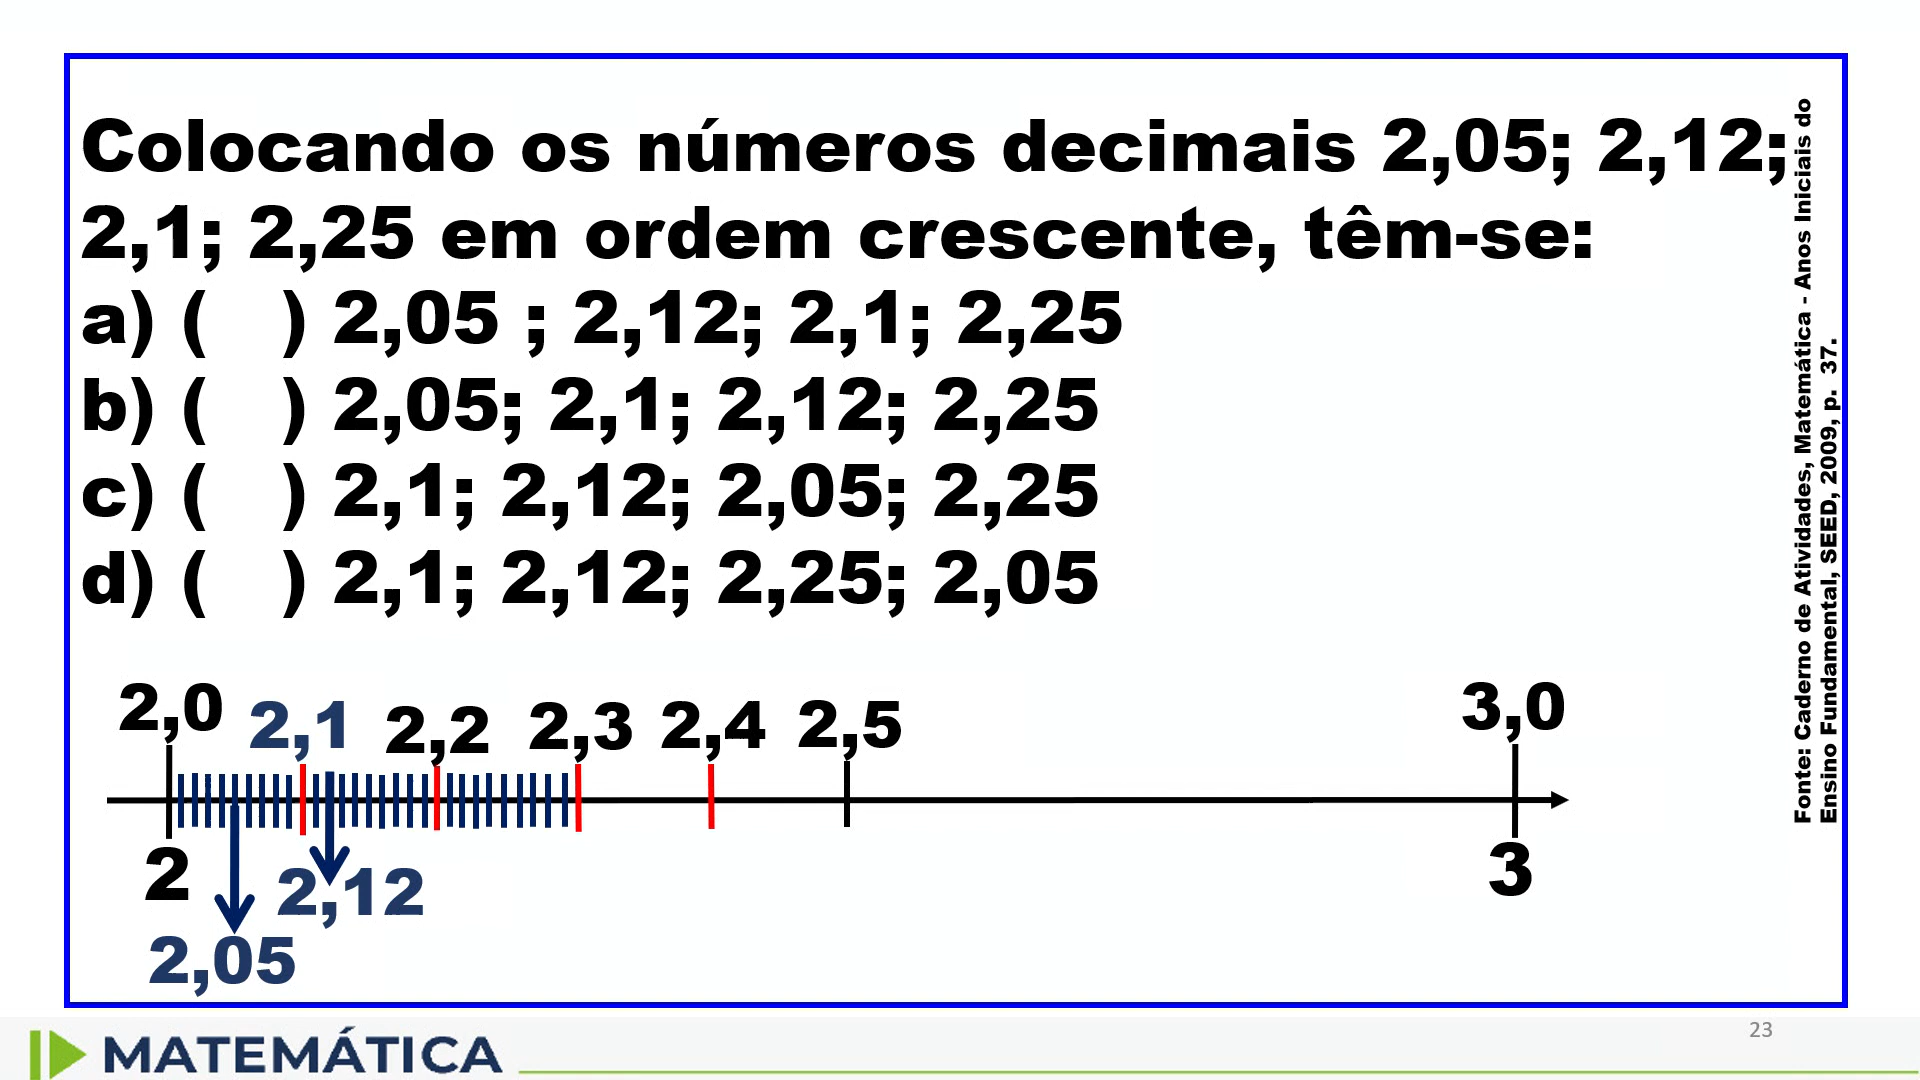 Colocando os números decimais 2,05; 2,12;
2,1; 2,25 em ordem crescente, têm-se:
a) (   ) 2,05 ; 2,12; 2,1; 2,25
b) (   ) 2,05; 2,1; 2,12; 2,25
c) (   ) 2,1; 2,12; 2,05; 2,25
d) (   ) 2,1; 2,12; 2,25; 2,05
Fonte: Caderno de Atividades, Matemática - Anos Iniciais do
Ensino Fundamental, SEED, 2009, p. 37.
2,0 2,1 2,2 2,3 2,4 2,5 3,0
2 2,12 3
2,05
23
MATEMÁTICA